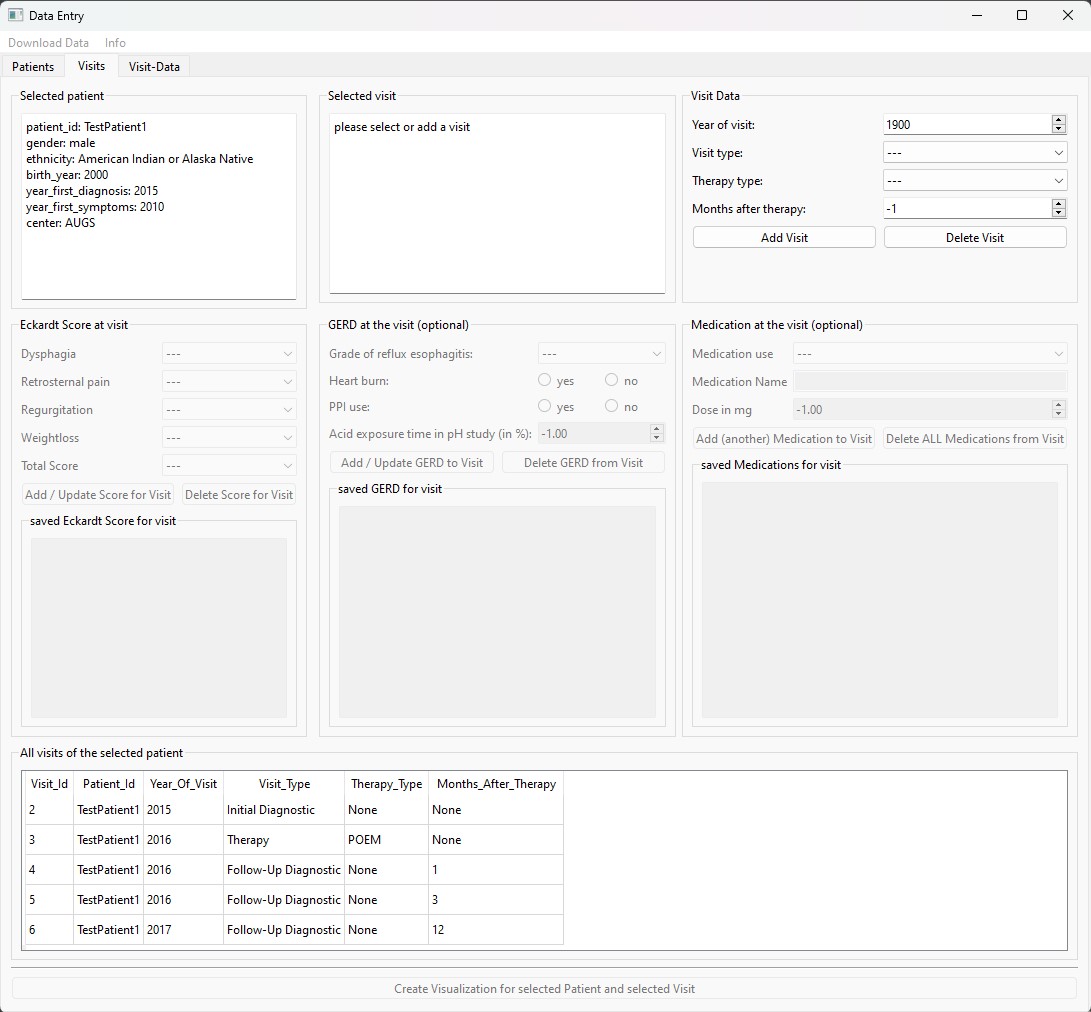 Data Entry
Download Data Info
Patients Visits Visit-Data
Selected patient
patient_id: TestPatient1
gender: male
ethnicity: American Indian or Alaska Native
birth_year: 2000
year_first_diagnosis: 2015
year_first_symptoms: 2010
center: AUGS
Selected visit
please select or add a visit
Visit Data
Year of visit: 1900
Visit type: ---
Therapy type: ---
Months after therapy: -1
Add Visit Delete Visit
Eckardt Score at visit
Dysphagia ---
Retrosternal pain ---
Regurgitation ---
Weightloss ---
Total Score ---
Add / Update Score for Visit Delete Score for Visit
saved Eckardt Score for visit
GERD at the visit (optional)
Grade of reflux esophagitis: ---
Heart burn: yes no
PPI use: yes no
Acid exposure time in pH study (in %): -1.00
Add / Update GERD to Visit Delete GERD from Visit
saved GERD for visit
Medication at the visit (optional)
Medication use ---
Medication Name
Dose in mg -1.00
Add (another) Medication to Visit Delete ALL Medications from Visit
saved Medications for visit
All visits of the selected patient
Visit_Id Patient_Id Year_Of_Visit Visit_Type Therapy_Type Months_After_Therapy
2 TestPatient1 2015 Initial Diagnostic None None
3 TestPatient1 2016 Therapy POEM None
4 TestPatient1 2016 Follow-Up Diagnostic None 1
5 TestPatient1 2016 Follow-Up Diagnostic None 3
6 TestPatient1 2017 Follow-Up Diagnostic None 12
Create Visualization for selected Patient and selected Visit